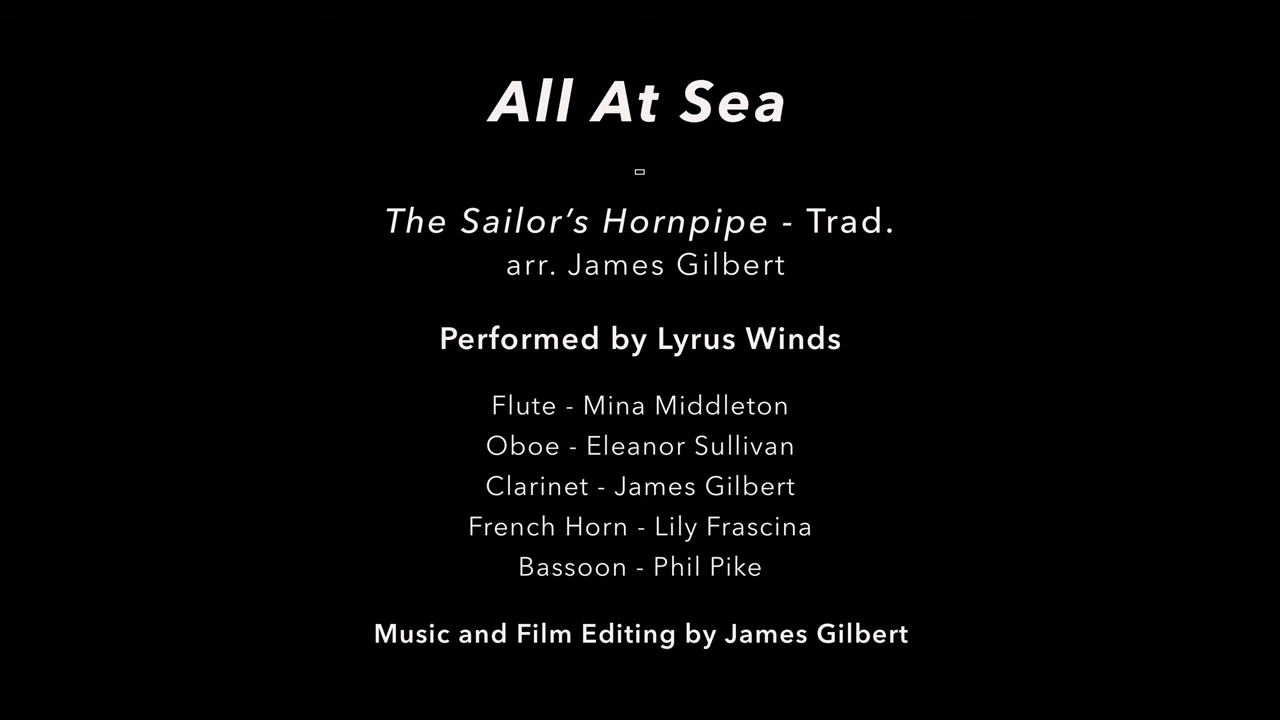 All At Sea
The Sailor’s Hornpipe - Trad.
arr. James Gilbert
Performed by Lyrus Winds
Flute - Mina Middleton
Oboe - Eleanor Sullivan
Clarinet - James Gilbert
French Horn - Lily Frascina
Bassoon - Phil Pike
Music and Film Editing by James Gilbert